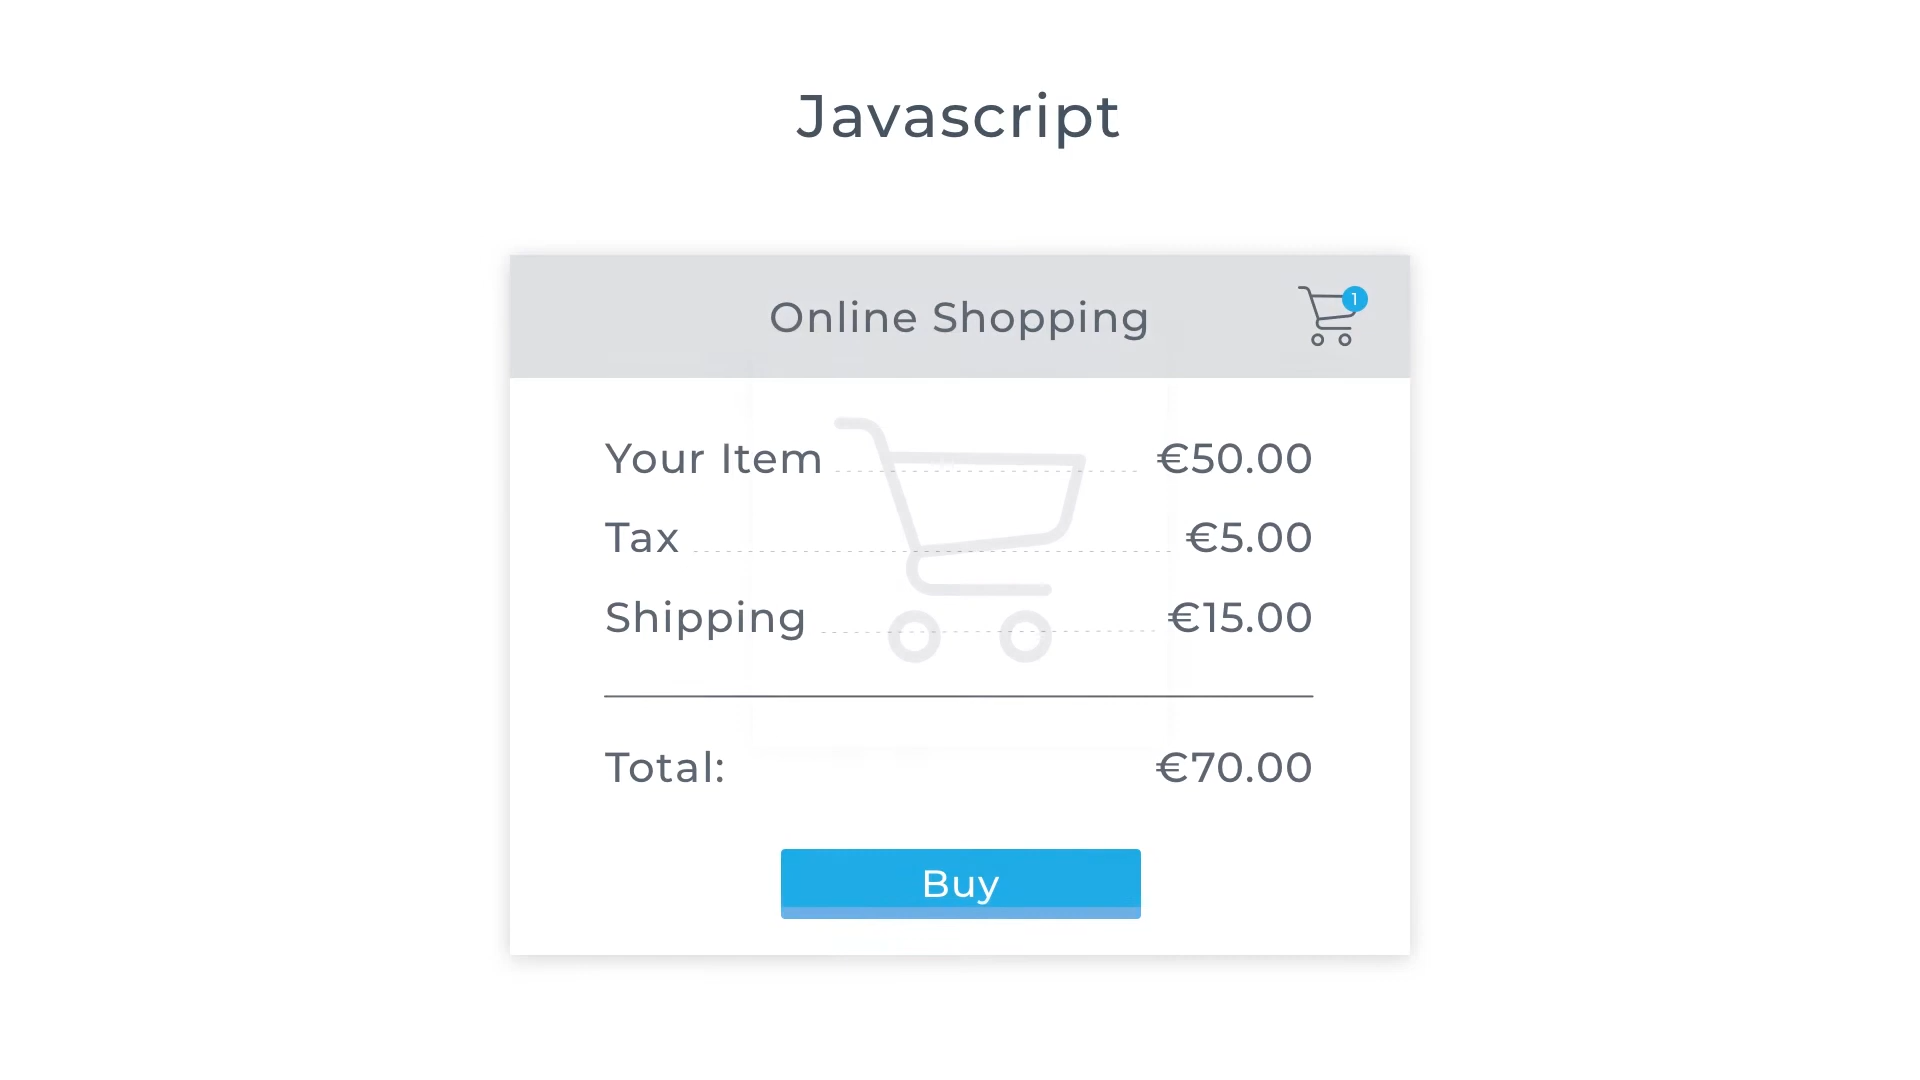 Javascript
Online Shopping
1
Your Item €50.00
Tax €5.00
Shipping €15.00
Total: €70.00
Buy